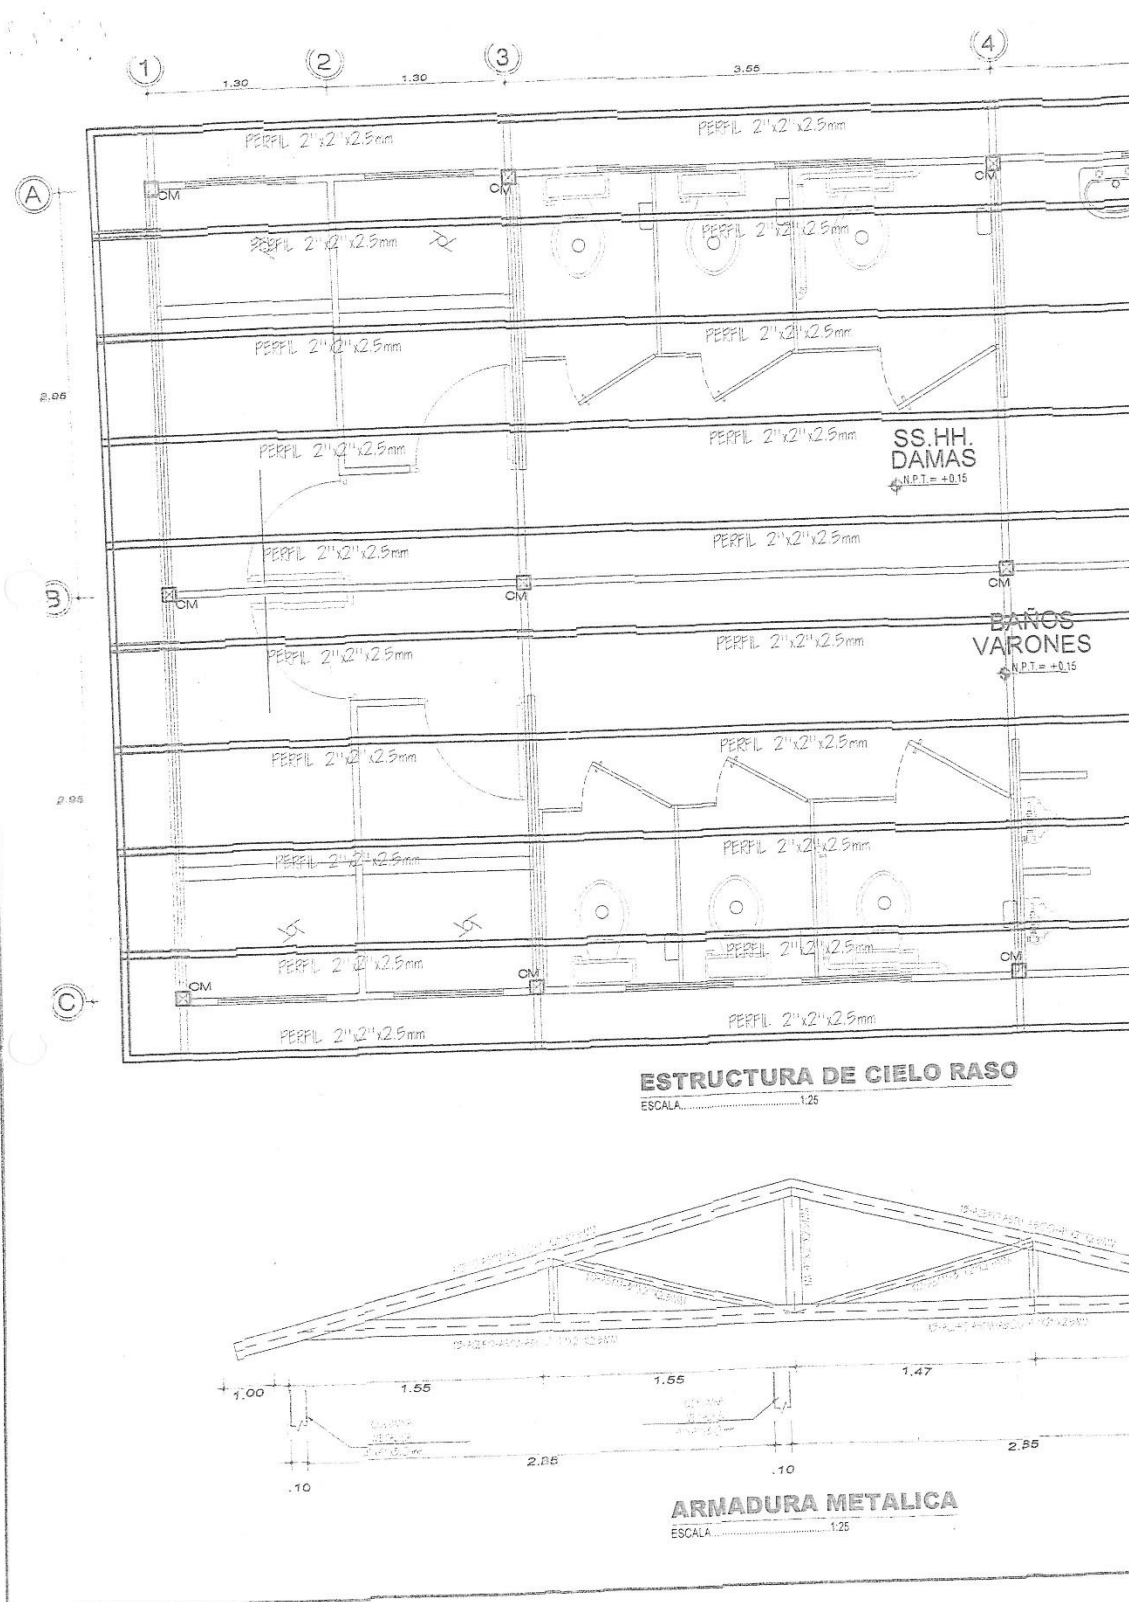 1
2
3
4
1.30
1.30
3.55
PERFIL 2"x2"x2.5mm
PERFIL 2"x2"x2.5mm
A
CM
CM
CM
PERFIL 2"x2"x2.5mm
PERFIL 2"x2"x2.5mm
PERFIL 2"x2"x2.5mm
PERFIL 2"x2"x2.5mm
2.95
PERFIL 2"x2"x2.5mm
PERFIL 2"x2"x2.5mm
SS.HH.
DAMAS
N.P.T.= +0.15
PERFIL 2"x2"x2.5mm
PERFIL 2"x2"x2.5mm
B
CM
CM
CM
PERFIL 2"x2"x2.5mm
PERFIL 2"x2"x2.5mm
BAÑOS
VARONES
N.P.T.= +0.15
PERFIL 2"x2"x2.5mm
PERFIL 2"x2"x2.5mm
2.95
PERFIL 2"x2"x2.5mm
PERFIL 2"x2"x2.5mm
PERFIL 2"x2"x2.5mm
PERFIL 2"x2"x2.5mm
C
CM
CM
CM
PERFIL 2"x2"x2.5mm
PERFIL 2"x2"x2.5mm
ESTRUCTURA DE CIELO RASO
ESCALA..............................1:25
1.00
1.55
1.55
1.47
2.85
2.85
.10
.10
ARMADURA METALICA
ESCALA..............................1:25